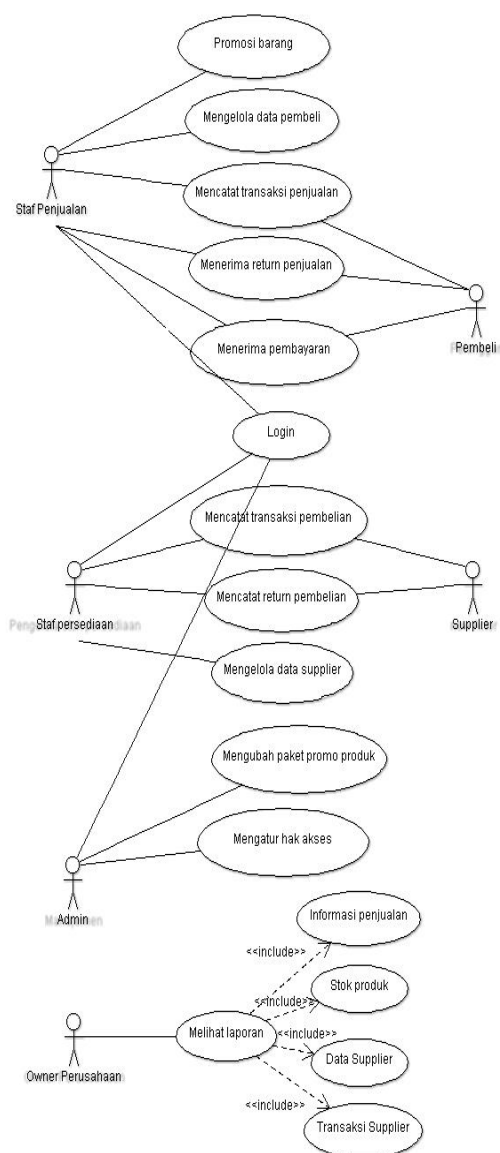 Promosi barang
Mengelola data pembeli
Mencatat transaksi penjualan
Staf Penjualan
Menerima return penjualan
Menerima pembayaran
Pembeli
Login
Mencatat transaksi pembelian
Mencatat return pembelian
Staf persediaan
Supplier
Mengelola data supplier
Mengubah paket promo produk
Mengatur hak akses
Admin
Informasi penjualan
<<include>>
Stok produk
<<include>>
Melihat laporan
<<include>>
Data Supplier
Owner Perusahaan
<<include>>
Transaksi Supplier